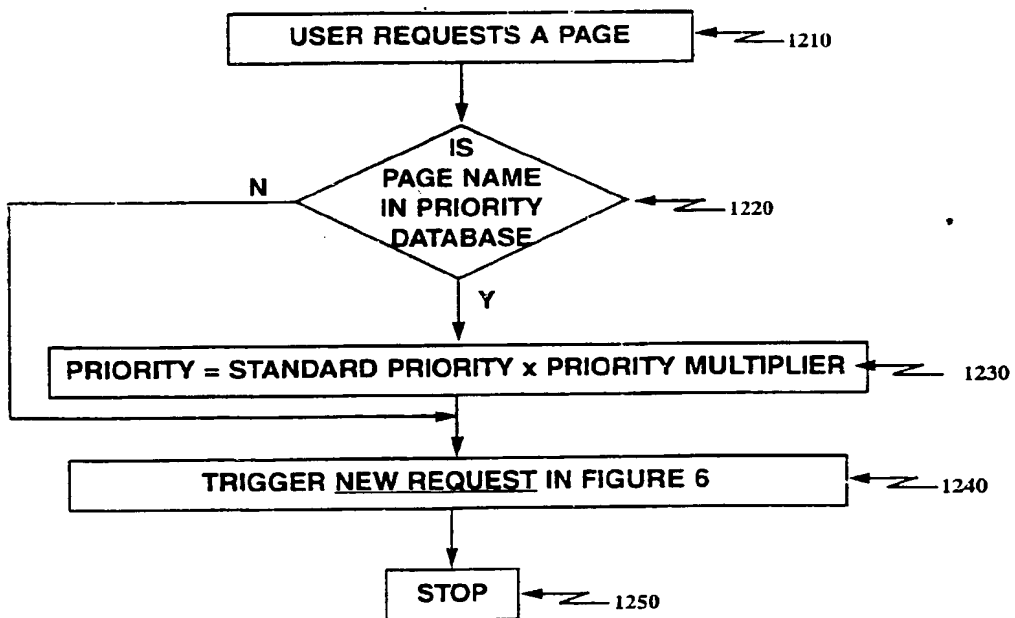 USER REQUESTS A PAGE
1210
IS
PAGE NAME
IN PRIORITY
DATABASE
N
1220
Y
PRIORITY = STANDARD PRIORITY x PRIORITY MULTIPLIER
1230
TRIGGER NEW REQUEST IN FIGURE 6
1240
STOP
1250